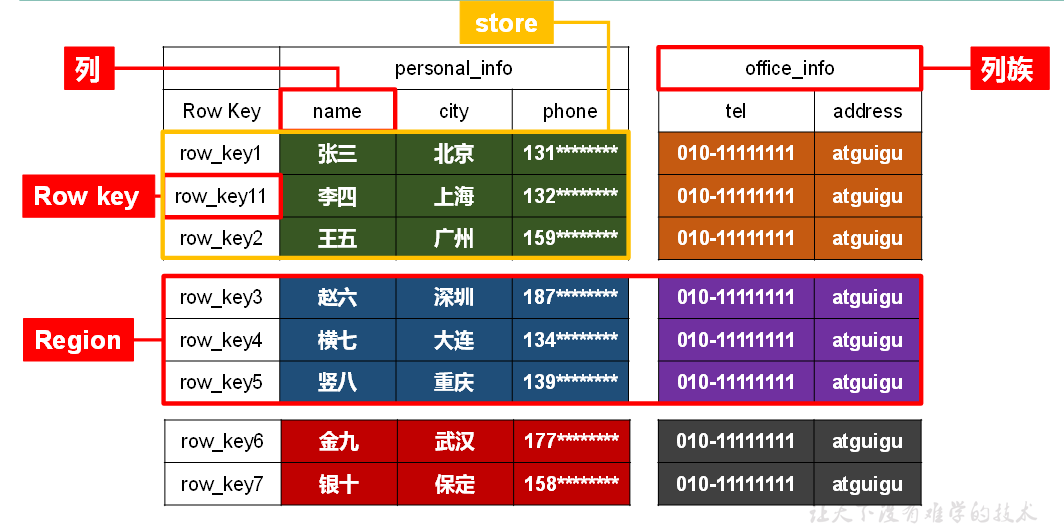 store
列
personal_info
office_info
列族
Row Key
name
city
phone
tel
address
row_key1
张三
北京
131********
010-11111111
atguigu
Row key
row_key11
李四
上海
132********
010-11111111
atguigu
row_key2
王五
广州
159********
010-11111111
atguigu
row_key3
赵六
深圳
187********
010-11111111
atguigu
Region
row_key4
横七
大连
134********
010-11111111
atguigu
row_key5
竖八
重庆
139********
010-11111111
atguigu
row_key6
金九
武汉
177********
010-11111111
atguigu
row_key7
银十
保定
158********
010-11111111
atguigu
让天下没有难学的技术